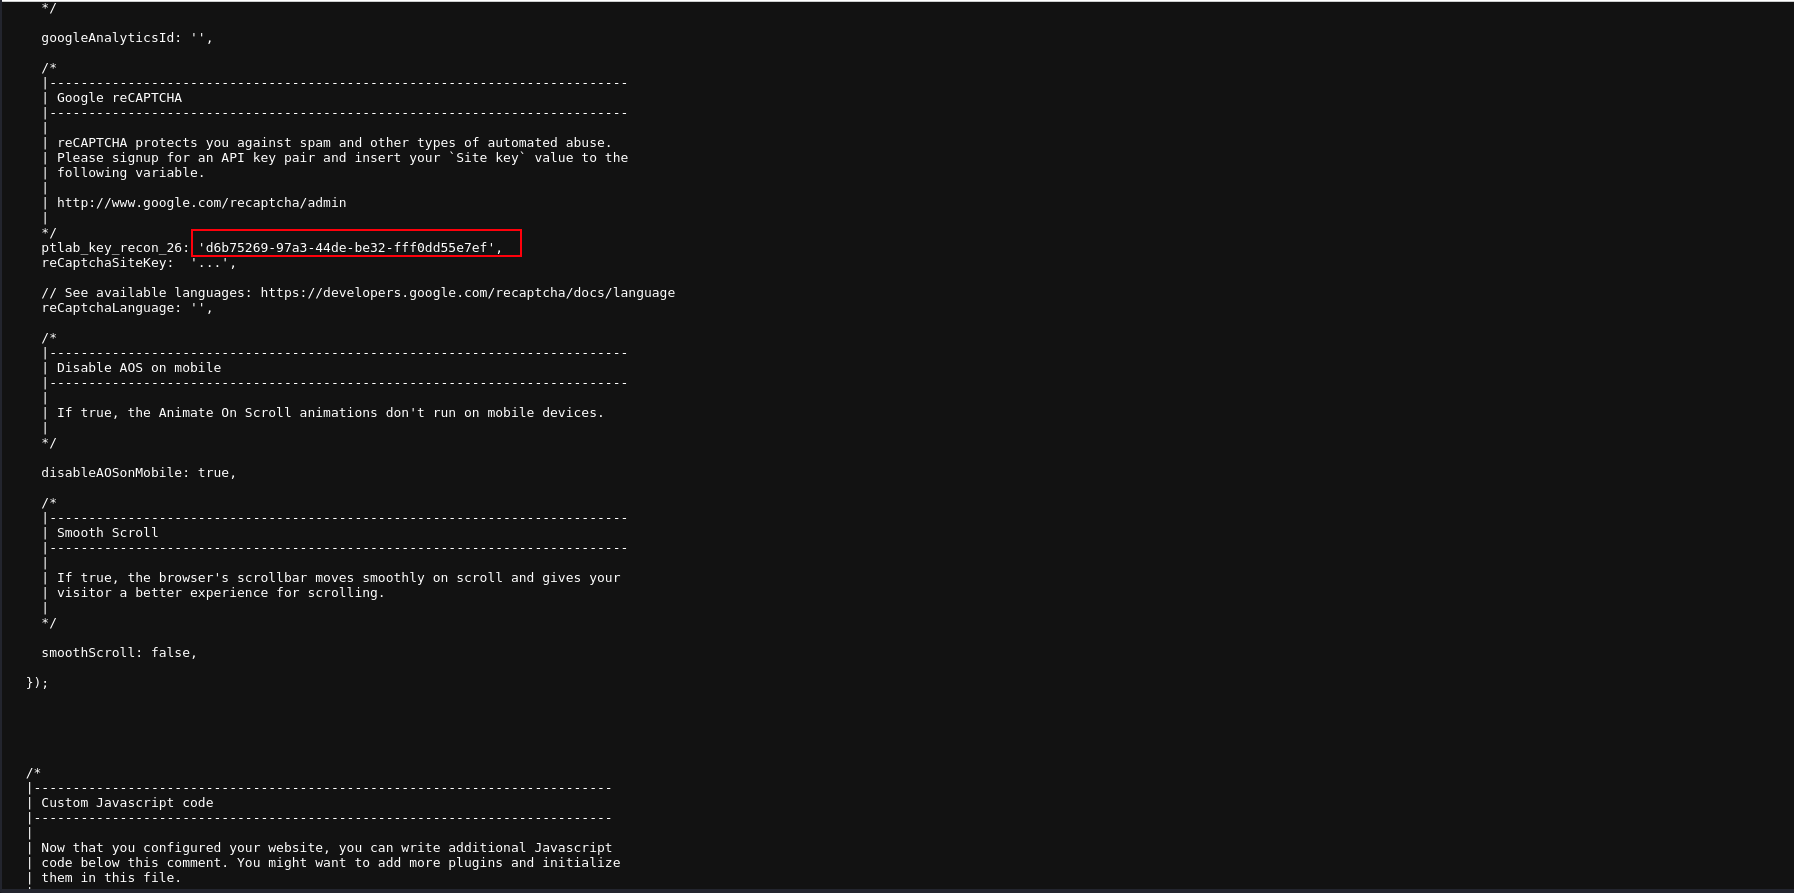 */
googleAnalyticsId: '',
/*
|--------------------------------------------------------------------------
| Google reCAPTCHA
|--------------------------------------------------------------------------
|
| reCAPTCHA protects you against spam and other types of automated abuse.
| Please signup for an API key pair and insert your `Site key` value to the
| following variable.
|
| http://www.google.com/recaptcha/admin
|
*/
ptlab_key_recon_26: 'd6b75269-97a3-44de-be32-fff0dd55e7ef',
reCaptchaSiteKey:  '...',
// See available languages: https://developers.google.com/recaptcha/docs/language
reCaptchaLanguage: '',
/*
|--------------------------------------------------------------------------
| Disable AOS on mobile
|--------------------------------------------------------------------------
|
| If true, the Animate On Scroll animations don't run on mobile devices.
|
*/
disableAOSonMobile: true,
/*
|--------------------------------------------------------------------------
| Smooth Scroll
|--------------------------------------------------------------------------
|
| If true, the browser's scrollbar moves smoothly on scroll and gives your
| visitor a better experience for scrolling.
|
*/
smoothScroll: false,
});
/*
|--------------------------------------------------------------------------
| Custom Javascript code
|--------------------------------------------------------------------------
|
| Now that you configured your website, you can write additional Javascript
| code below this comment. You might want to add more plugins and initialize
| them in this file.